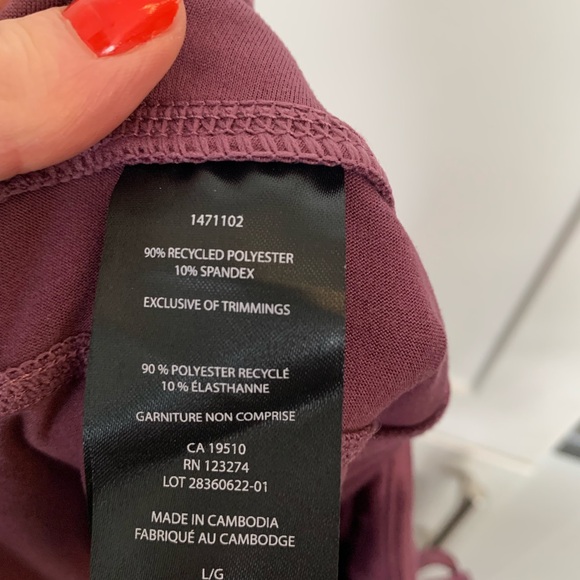 1471102
90% RECYCLED POLYESTER
10% SPANDEX
EXCLUSIVE OF TRIMMINGS
90 % POLYESTER RECYCLÉ
10 % ÉLASTHANNE
GARNITURE NON COMPRISE
CA 19510
RN 123274
LOT 28360622-01
MADE IN CAMBODIA
FABRIQUÉ AU CAMBODGE
L/G